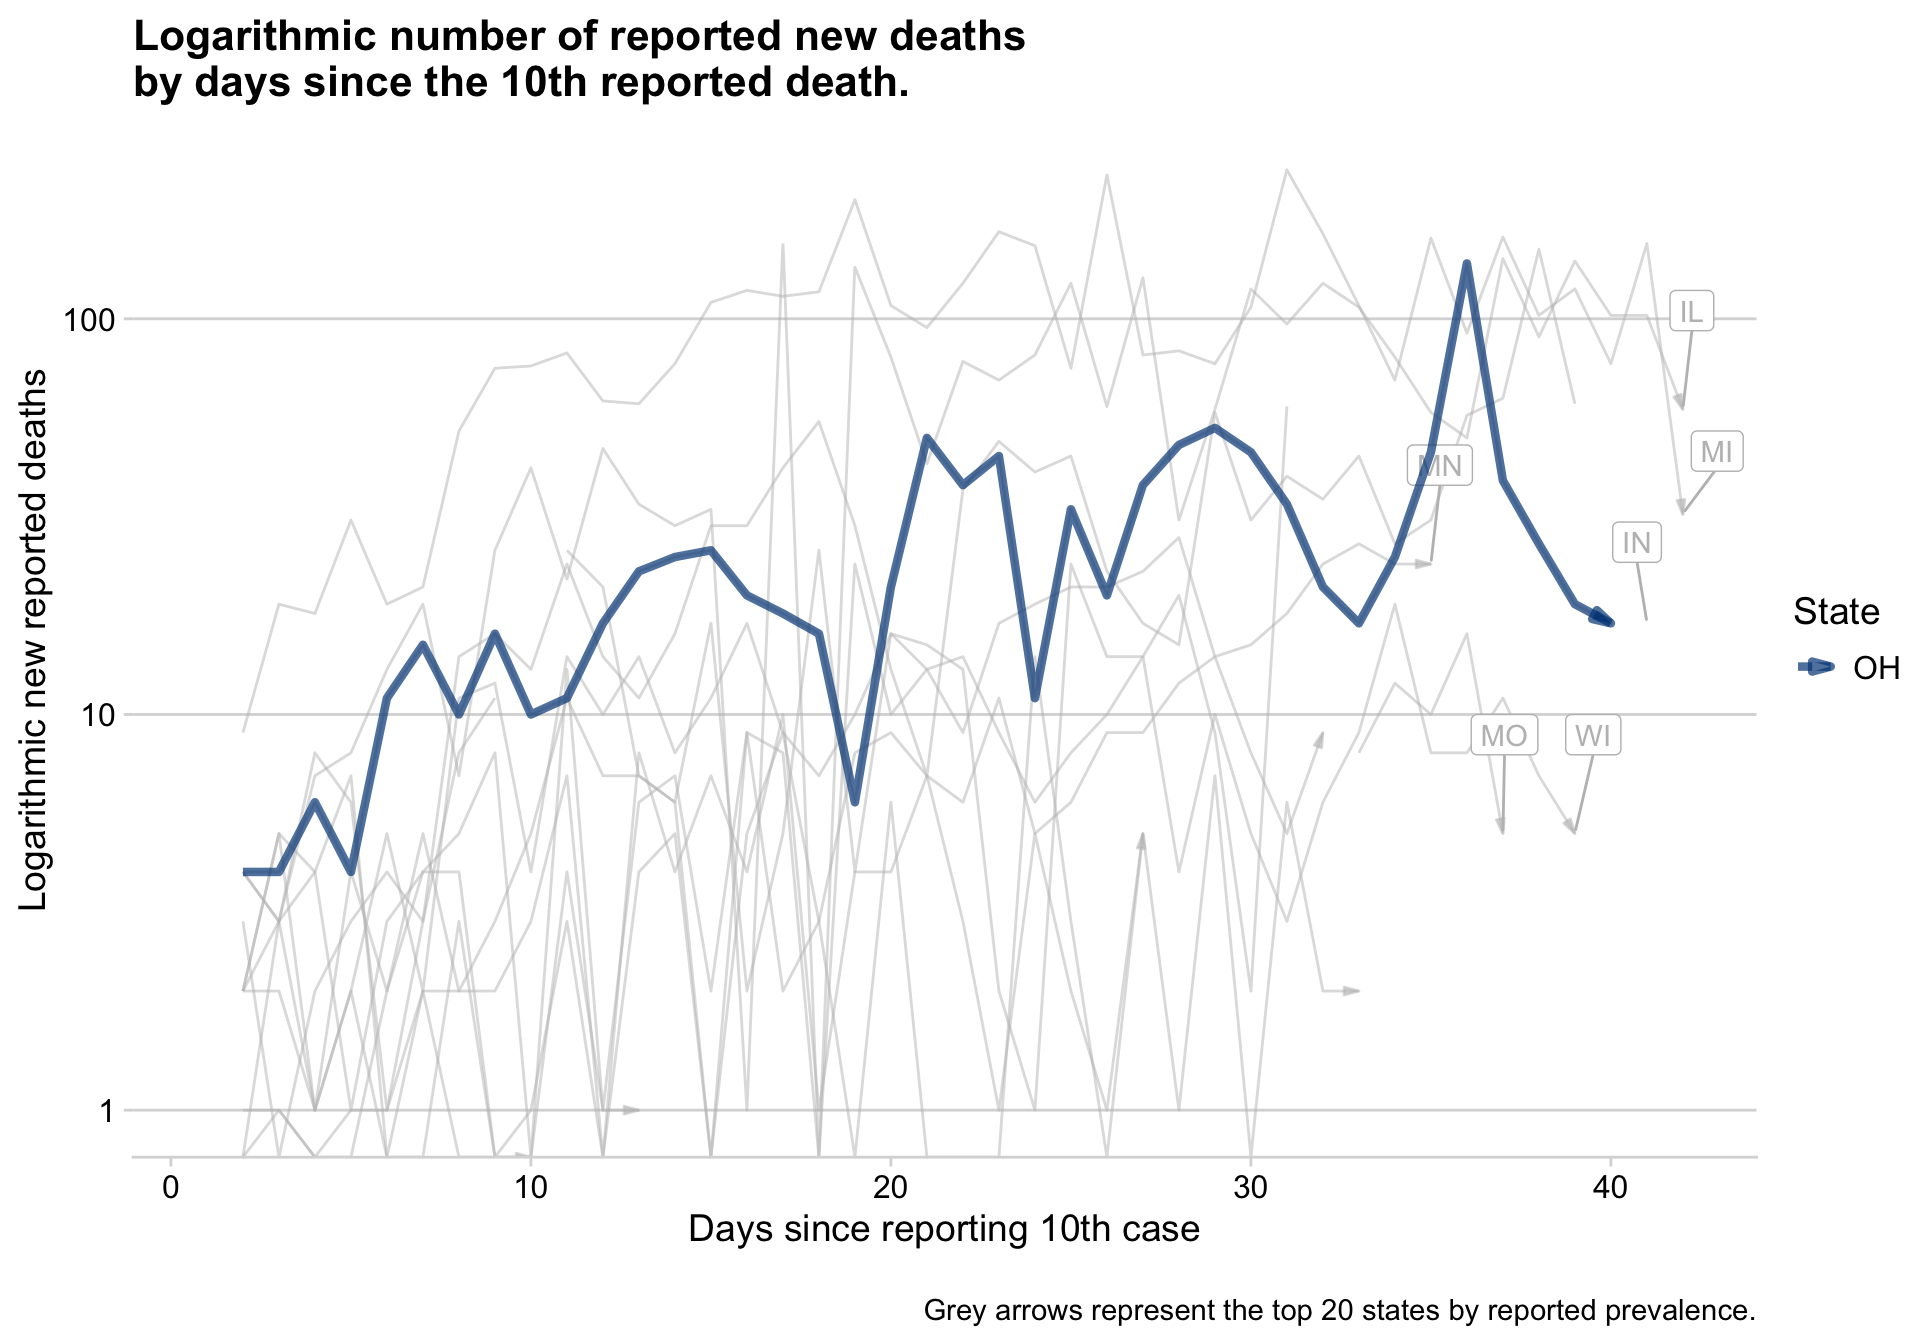 Logarithmic number of reported new deaths
by days since the 10th reported death.
Logarithmic new reported deaths
100
10
1
IL
MI
MN
IN
MO
WI
State
OH
0
10
20
30
40
Days since reporting 10th case
Grey arrows represent the top 20 states by reported prevalence.